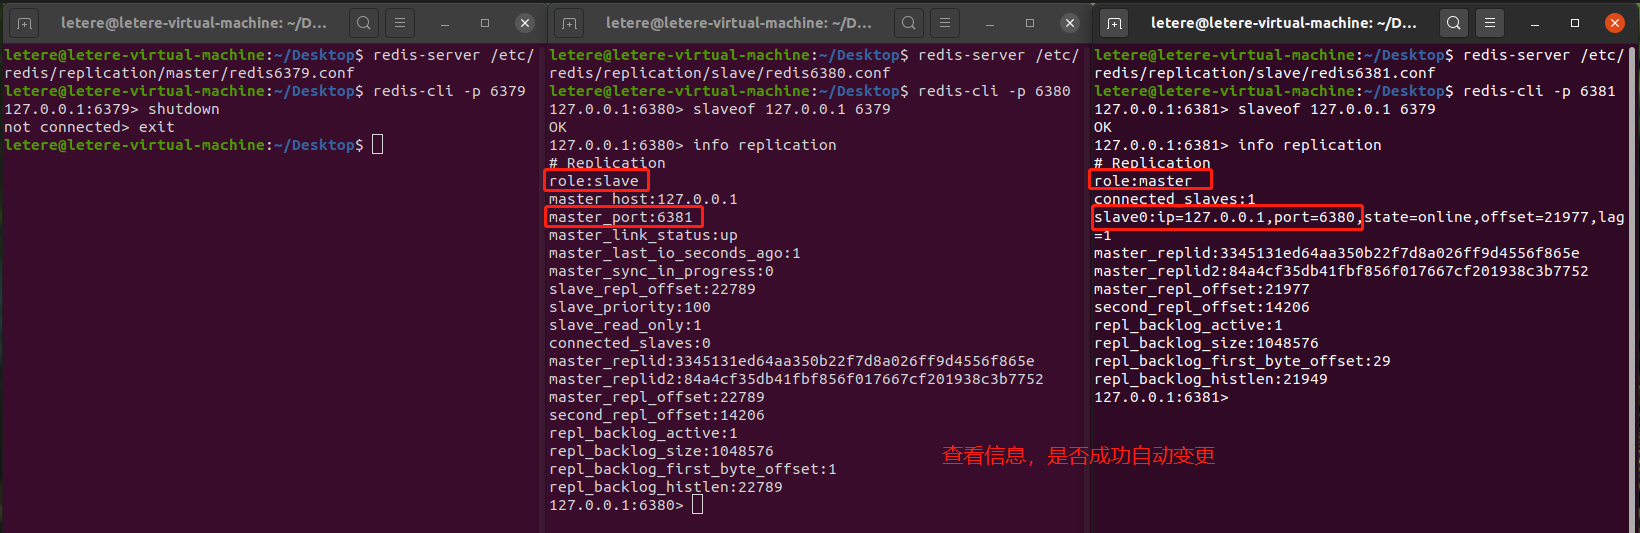 letere@letere-virtual-machine: ~/D...
letere@letere-virtual-machine:~/Desktop$ redis-server /etc/
redis/replication/master/redis6379.conf
letere@letere-virtual-machine:~/Desktop$ redis-cli -p 6379
127.0.0.1:6379> shutdown
not connected> exit
letere@letere-virtual-machine:~/Desktop$
letere@letere-virtual-machine: ~/D...
letere@letere-virtual-machine:~/Desktop$ redis-server /etc/
redis/replication/slave/redis6380.conf
letere@letere-virtual-machine:~/Desktop$ redis-cli -p 6380
127.0.0.1:6380> slaveof 127.0.0.1 6379
OK
127.0.0.1:6380> info replication
# Replication
role:slave
master_host:127.0.0.1
master_port:6381
master_link_status:up
master_last_io_seconds_ago:1
master_sync_in_progress:0
slave_repl_offset:22789
slave_priority:100
slave_read_only:1
connected_slaves:0
master_replid:3345131ed64aa350b22f7d8a026ff9d4556f865e
master_replid2:84a4cf35db41fbf856f017667cf201938c3b7752
master_repl_offset:22789
second_repl_offset:14206
repl_backlog_active:1
repl_backlog_size:1048576
repl_backlog_first_byte_offset:1
repl_backlog_histlen:22789
127.0.0.1:6380>
letere@letere-virtual-machine: ~/D...
letere@letere-virtual-machine:~/Desktop$ redis-server /etc/
redis/replication/slave/redis6381.conf
letere@letere-virtual-machine:~/Desktop$ redis-cli -p 6381
127.0.0.1:6381> slaveof 127.0.0.1 6379
OK
127.0.0.1:6381> info replication
# Replication
role:master
connected_slaves:1
slave0:ip=127.0.0.1,port=6380,state=online,offset=21977,lag
=1
master_replid:3345131ed64aa350b22f7d8a026ff9d4556f865e
master_replid2:84a4cf35db41fbf856f017667cf201938c3b7752
master_repl_offset:21977
second_repl_offset:14206
repl_backlog_active:1
repl_backlog_size:1048576
repl_backlog_first_byte_offset:29
repl_backlog_histlen:21949
127.0.0.1:6381>
查看信息，是否成功自动变更